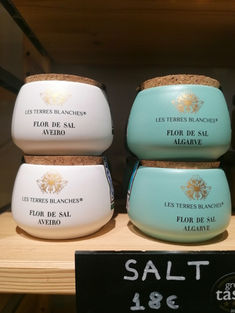 LES TERRES BLANCHES®
FLOR DE SAL
AVEIRO
LES TERRES BLANCHES®
FLOR DE SAL
ALGARVE
LES TERRES BLANCHES®
FLOR DE SAL
AVEIRO
LES TERRES BLANCHES®
FLOR DE SAL
ALGARVE
SALT
18€